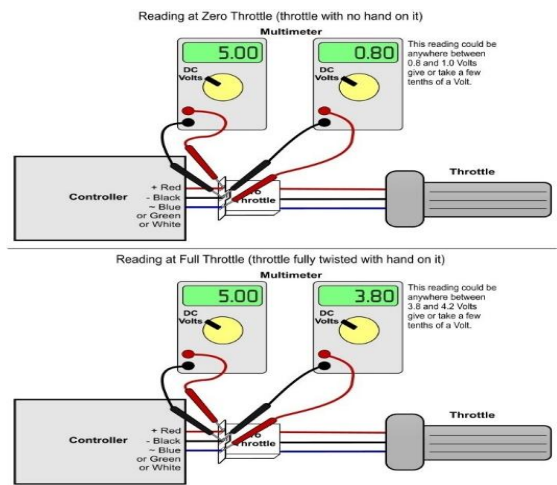 Reading at Zero Throttle (throttle with no hand on it)
Multimeter
5.00
DC
Volts
0.80
DC
Volts
This reading could be
anywhere between
0.8 and 1.0 Volts
give or take a few
tenths of a Volt.
Controller
+ Red
- Black
~ Blue
or Green
or White
Throttle
Throttle
Reading at Full Throttle (throttle fully twisted with hand on it)
Multimeter
5.00
DC
Volts
3.80
DC
Volts
This reading could be
anywhere between
3.8 and 4.2 Volts
give or take a few
tenths of a Volt.
Controller
+ Red
- Black
~ Blue
or Green
or White
Throttle
Throttle